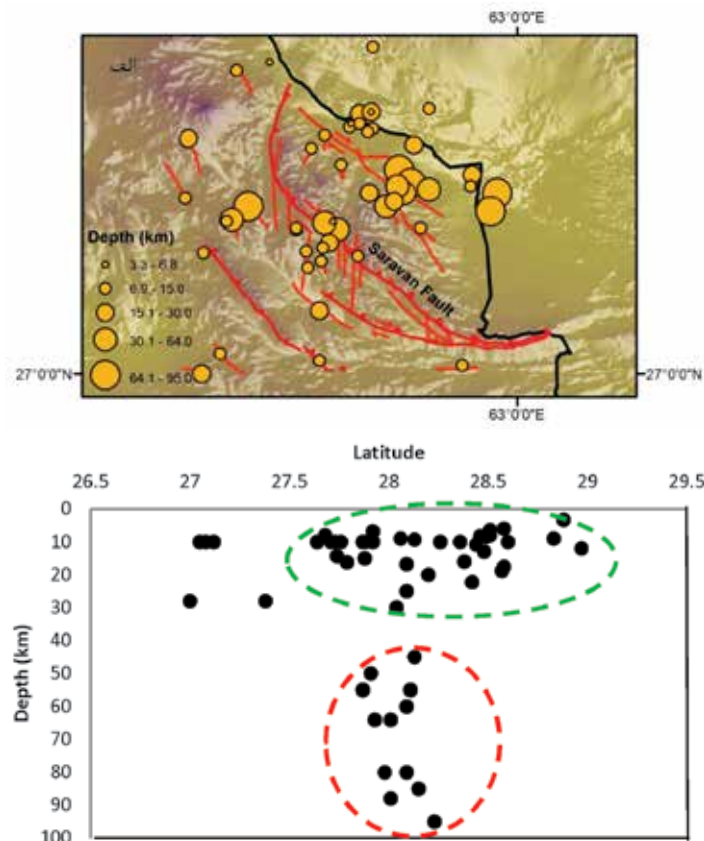 63°0'0"E
الف
Depth (km)
3.3 - 6.8
6.9 - 15.0
15.1 - 30.0
30.1 - 64.0
64.1 - 95.0
Saravan Fault
27°0'0"N
27°0'0"N
63°0'0"E
Latitude
26.5 27 27.5 28 28.5 29 29.5
Depth (km)
0
10
20
30
40
50
60
70
80
90
100